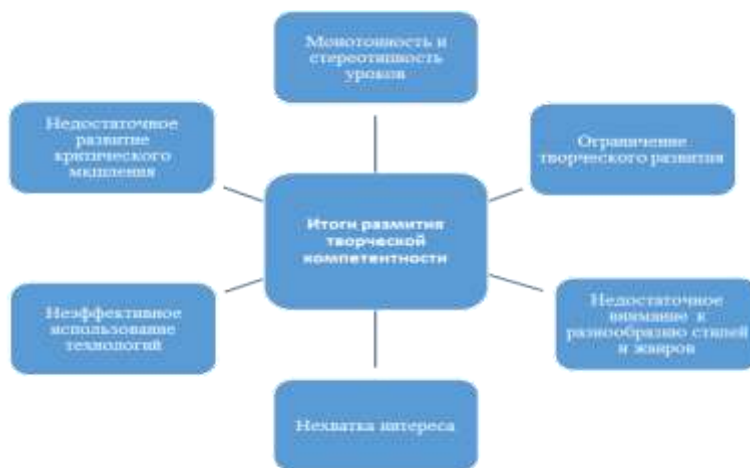 Монотонность и
стереотипность
уроков
Недостаточное
развитие
критического
мышления
Ограничение
творческого развития
Итоги размития
творческой
компетентности
Неэффективное
использование
технологий
Недостаточное
внимание к
разнообразию стилей
и жанров
Нехватка интереса